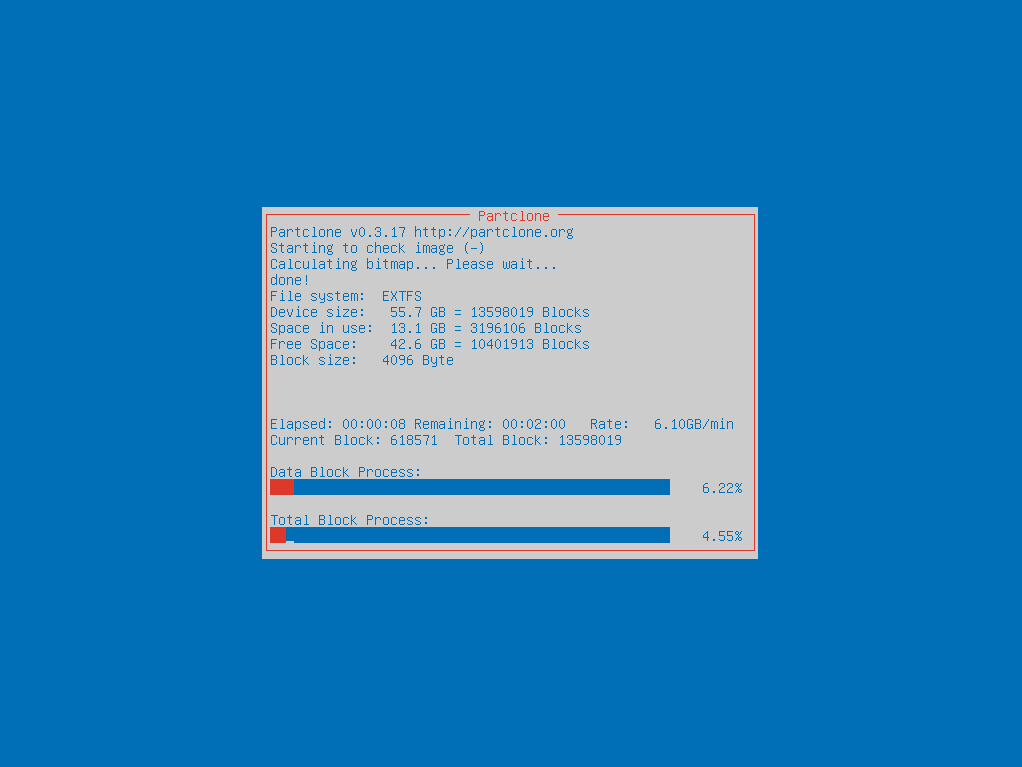 Partclone
Partclone v0.3.17 http://partclone.org
Starting to check image (-)
Calculating bitmap... Please wait...
done!
File system:  EXTFS
Device size:   55.7 GB = 13598019 Blocks
Space in use:  13.1 GB = 3196106 Blocks
Free Space:    42.6 GB = 10401913 Blocks
Block size:   4096 Byte
Elapsed: 00:00:08 Remaining: 00:02:00   Rate:   6.10GB/min
Current Block: 618571  Total Block: 13598019
Data Block Process:
6.22%
Total Block Process:
4.55%